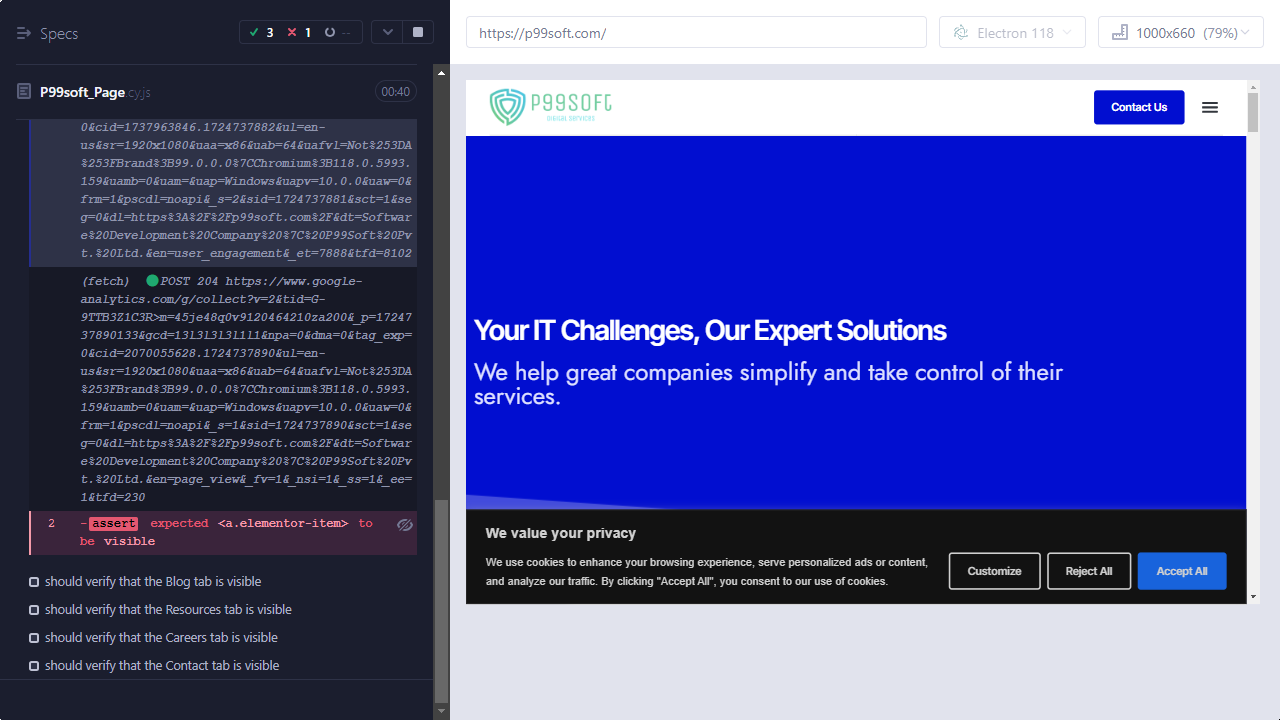 Specs
3
1
--
P99soft_Page.cy.js
00:40
0&cid=1737963846.1724737882&ul=en-
us&sr=1920x1080&uaa=x86&uab=64&uafvl=Not%253DA
%253FBrand%3B99.0.0.0%7CChromium%3B118.0.5993.
159&uamb=0&uam=&uap=Windows&uapv=10.0.0&uaw=0&
frm=1&pscdl=noapi&_s=2&sid=1724737881&sct=1&se
g=0&dl=https%3A%2F%2Fp99soft.com%2F&dt=Softwar
e%20Development%20Company%20%7C%20P99Soft%20Pv
t.%20Ltd.&en=user_engagement&_et=7888&tfd=8102
(fetch) POST 204 https://www.google-
analytics.com/g/collect?v=2&tid=G-
9TTB3Z1C3R>m=45je48q0v9120464210za200&_p=17247
37890133&gcd=13l3l3l3l1l1&npa=0&dma=0&tag_exp=
0&cid=2070055628.1724737890&ul=en-
us&sr=1920x1080&uaa=x86&uab=64&uafvl=Not%253DA
%253FBrand%3B99.0.0.0%7CChromium%3B118.0.5993.
159&uamb=0&uam=&uap=Windows&uapv=10.0.0&uaw=0&
frm=1&pscdl=noapi&_s=1&sid=1724737890&sct=1&se
g=0&dl=https%3A%2F%2Fp99soft.com%2F&dt=Softwar
e%20Development%20Company%20%7C%20P99Soft%20Pv
t.%20Ltd.&en=page_view&_fv=1&_nsi=1&_ss=1&_ee=
1&tfd=230
2 -assert expected <a.elementor-item> to
be visible
should verify that the Blog tab is visible
should verify that the Resources tab is visible
should verify that the Careers tab is visible
should verify that the Contact tab is visible
https://p99soft.com/
Electron 118
1000x660 (79%)
P99SOFT
DIGITAL SERVICES
Contact Us
Your IT Challenges, Our Expert Solutions
We help great companies simplify and take control of their
services.
We value your privacy
We use cookies to enhance your browsing experience, serve personalized ads or content,
and analyze our traffic. By clicking "Accept All", you consent to our use of cookies.
Customize
Reject All
Accept All